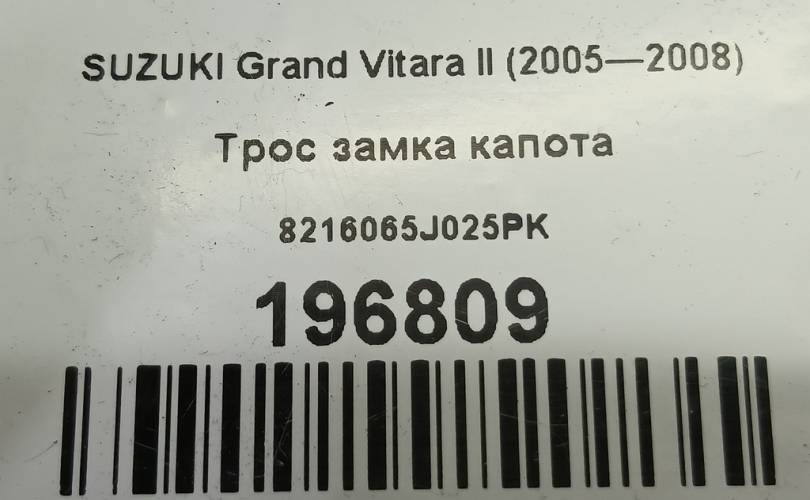 SUZUKI Grand Vitara II (2005—2008)
Трос замка капота
8216065J025PK
196809